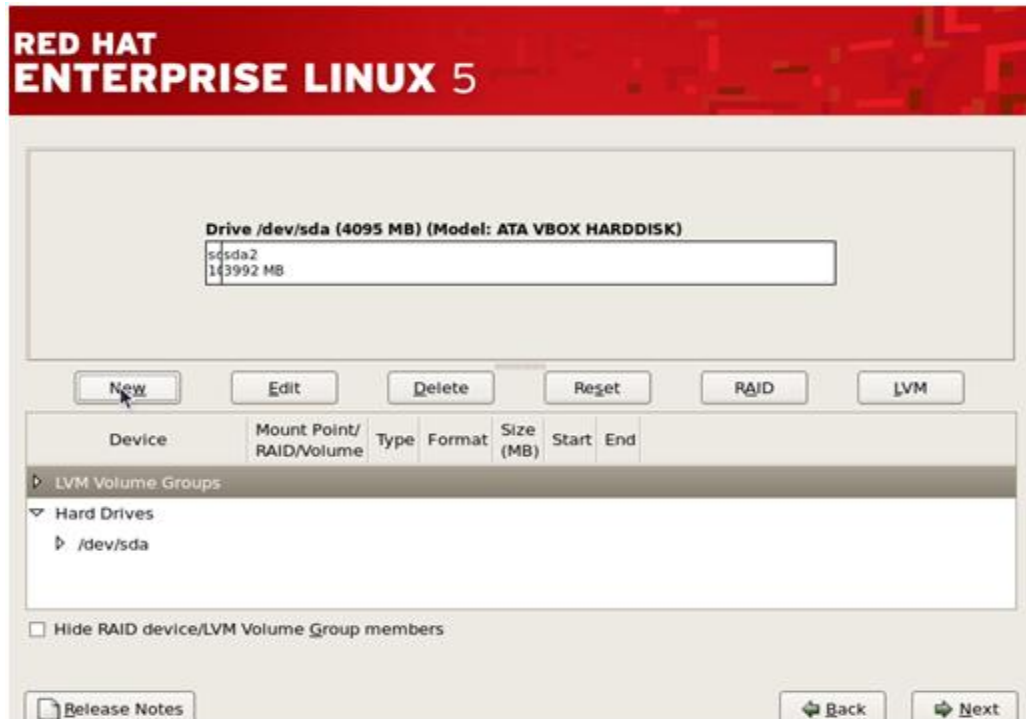 RED HAT
ENTERPRISE LINUX 5
Drive /dev/sda (4095 MB) (Model: ATA VBOX HARDDISK)
sda2
3992 MB
New Edit Delete Reset RAID LVM
Device Mount Point/ RAID/Volume Type Format Size (MB) Start End
LVM Volume Groups
Hard Drives
/dev/sda
Hide RAID device/LVM Volume Group members
Release Notes Back Next